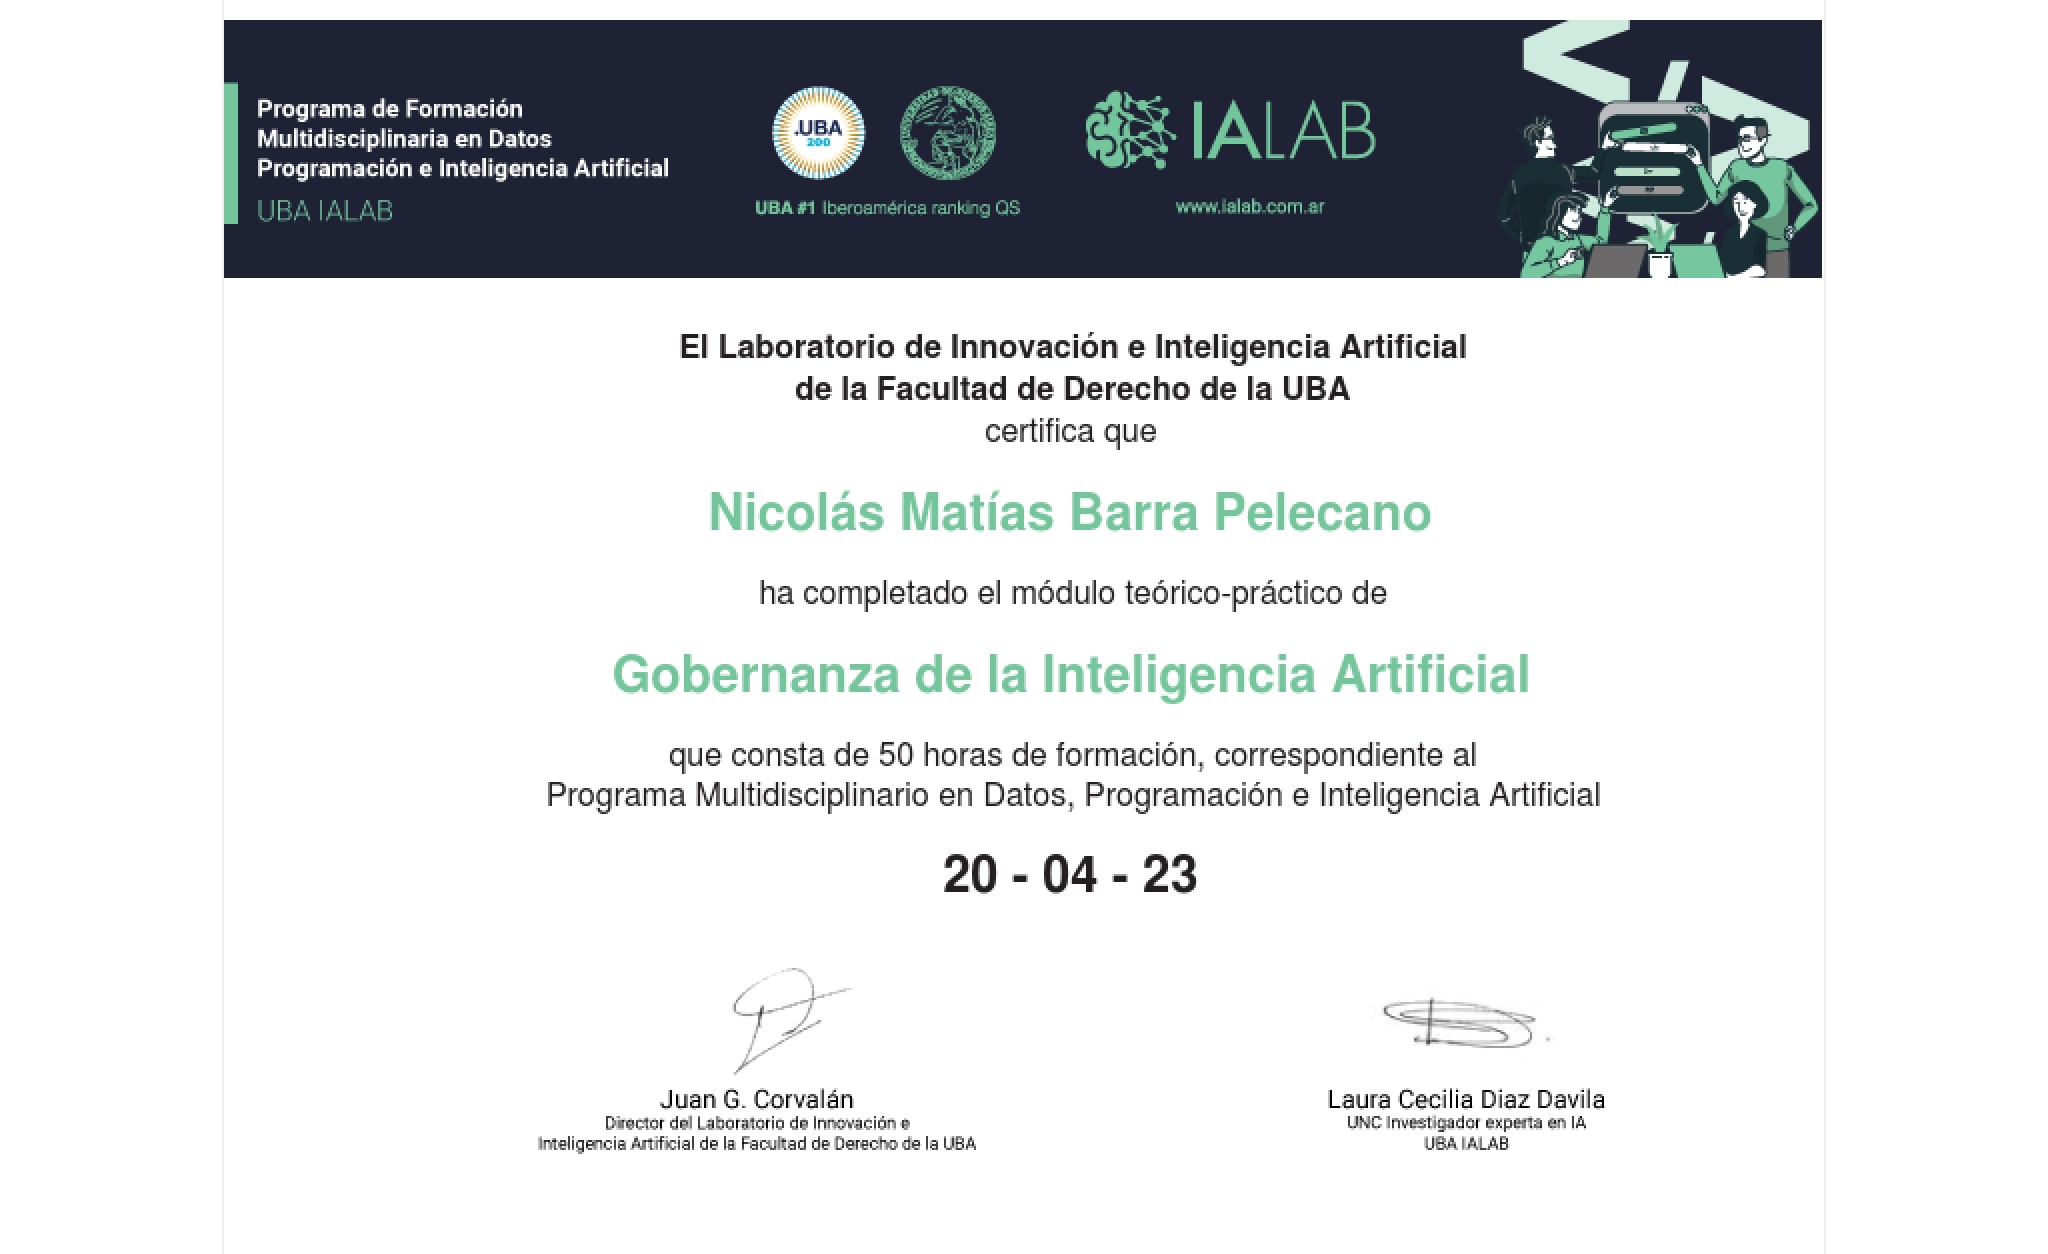 Programa de Formación
Multidisciplinaria en Datos
Programación e Inteligencia Artificial
UBA IALAB
.UBA
200
UBA #1 Iberoamérica ranking QS
IALAB
www.ialab.com.ar
El Laboratorio de Innovación e Inteligencia Artificial
de la Facultad de Derecho de la UBA
certifica que
Nicolás Matías Barra Pelecano
ha completado el módulo teórico-práctico de
Gobernanza de la Inteligencia Artificial
que consta de 50 horas de formación, correspondiente al
Programa Multidisciplinario en Datos, Programación e Inteligencia Artificial
20 - 04 - 23
Juan G. Corvalán
Director del Laboratorio de Innovación e
Inteligencia Artificial de la Facultad de Derecho de la UBA
Laura Cecilia Diaz Davila
UNC Investigador experta en IA
UBA IALAB